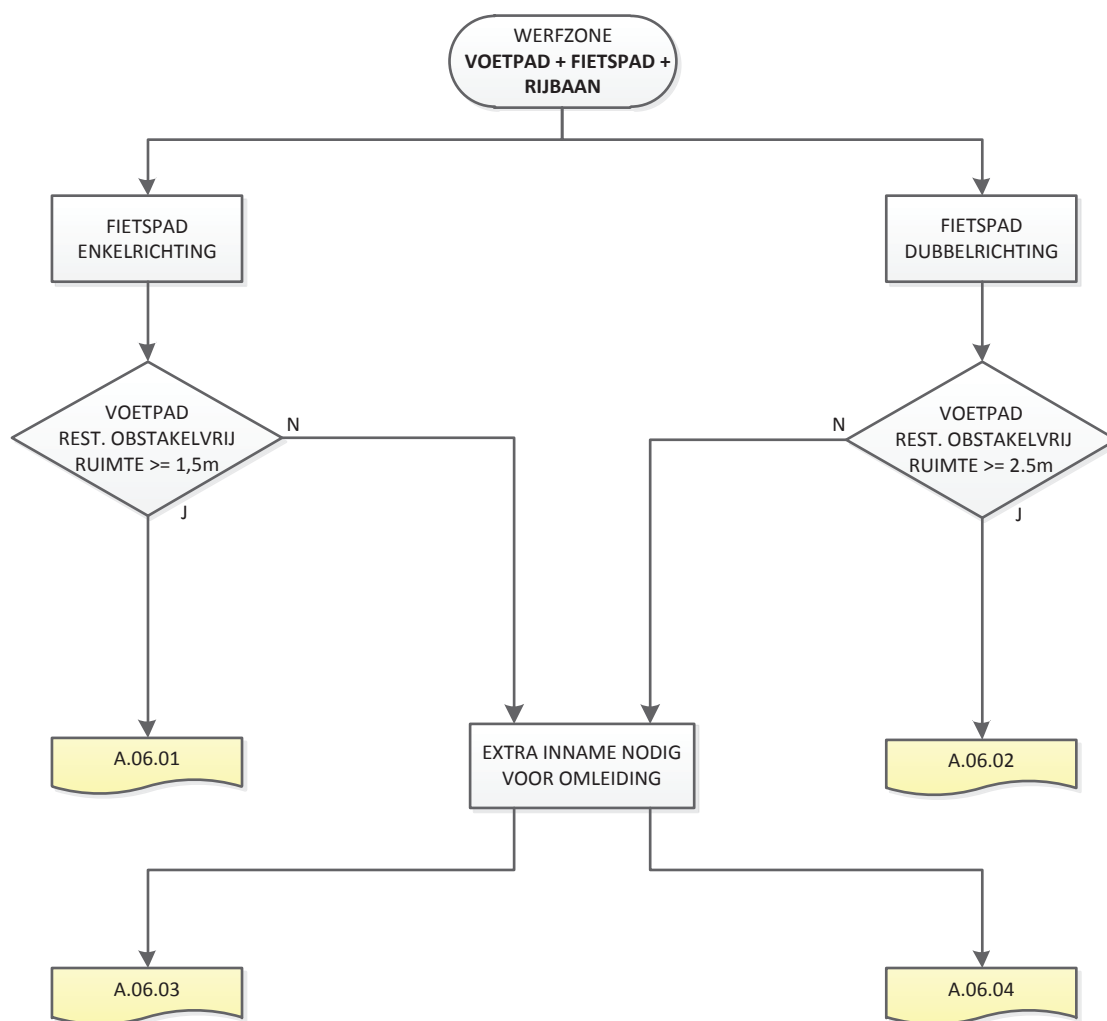 WERFZONE
VOETPAD + FIETSPAD +
RIJBAAN
FIETSPAD
ENKELRICHTING
FIETSPAD
DUBBELRICHTING
VOETPAD
REST. OBSTAKELVRIJ
RUIMTE >= 1,5m
N
J
N
VOETPAD
REST. OBSTAKELVRIJ
RUIMTE >= 2.5m
J
A.06.01
EXTRA INNAME NODIG
VOOR OMLEIDING
A.06.02
A.06.03
A.06.04